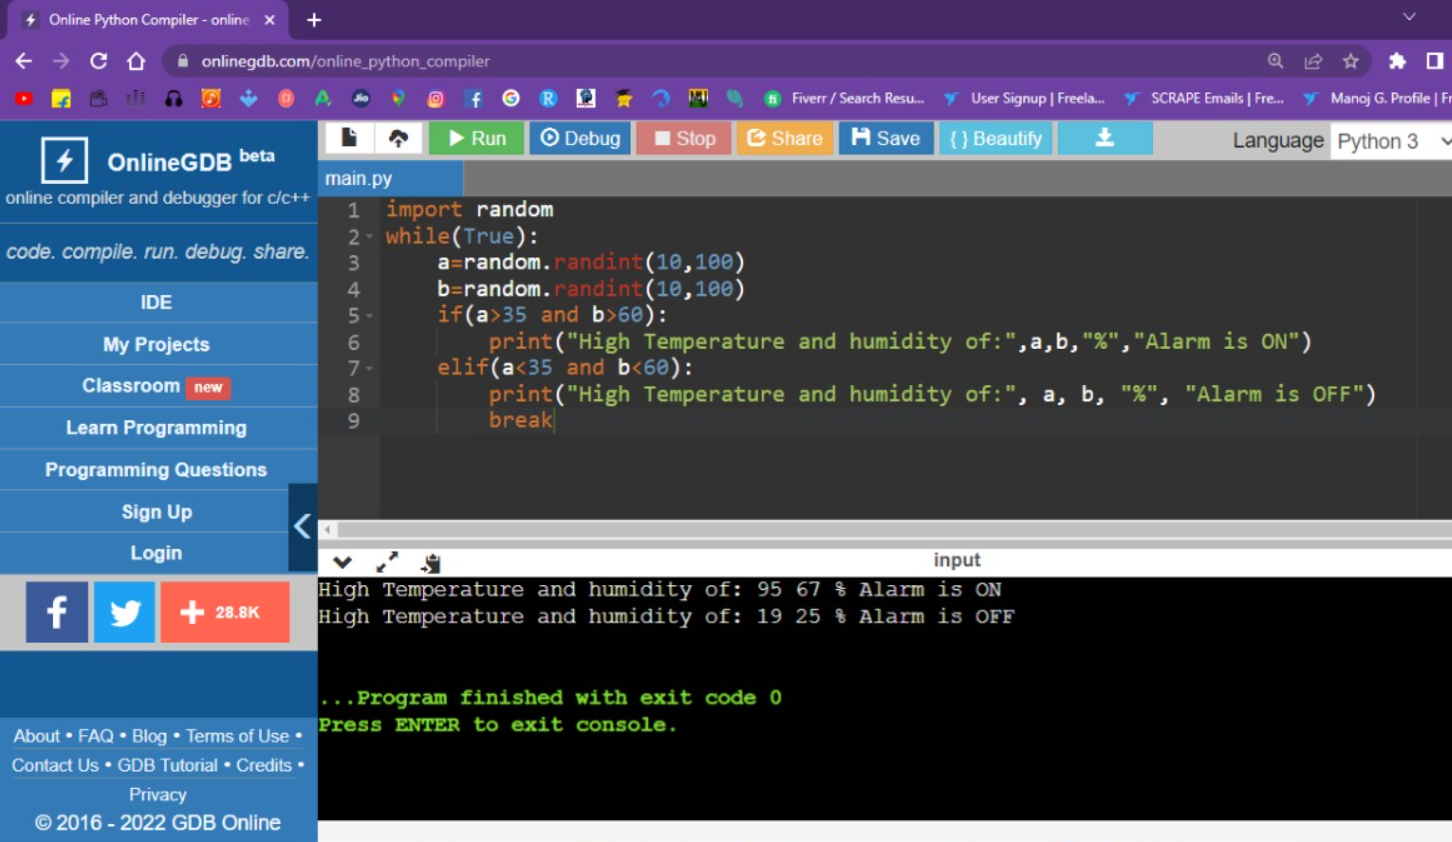 Online Python Compiler - online
onlinegdb.com/online_python_compiler
Fiverr / Search Resu... User Signup | Freela... SCRAPE Emails | Fre... Manoj G. Profile | Fr
OnlineGDB beta
online compiler and debugger for c/c++
code. compile. run. debug. share.
IDE
My Projects
Classroom new
Learn Programming
Programming Questions
Sign Up
Login
28.8K
About • FAQ • Blog • Terms of Use •
Contact Us • GDB Tutorial • Credits •
Privacy
© 2016 - 2022 GDB Online
Run Debug Stop Share Save { } Beautify Language Python 3
main.py
1 import random
2 while(True):
3     a=random.randint(10,100)
4     b=random.randint(10,100)
5     if(a>35 and b>60):
6         print("High Temperature and humidity of:",a,b,"%","Alarm is ON")
7     elif(a<35 and b<60):
8         print("High Temperature and humidity of:", a, b, "%", "Alarm is OFF")
9         break
input
High Temperature and humidity of: 95 67 % Alarm is ON
High Temperature and humidity of: 19 25 % Alarm is OFF
...Program finished with exit code 0
Press ENTER to exit console.